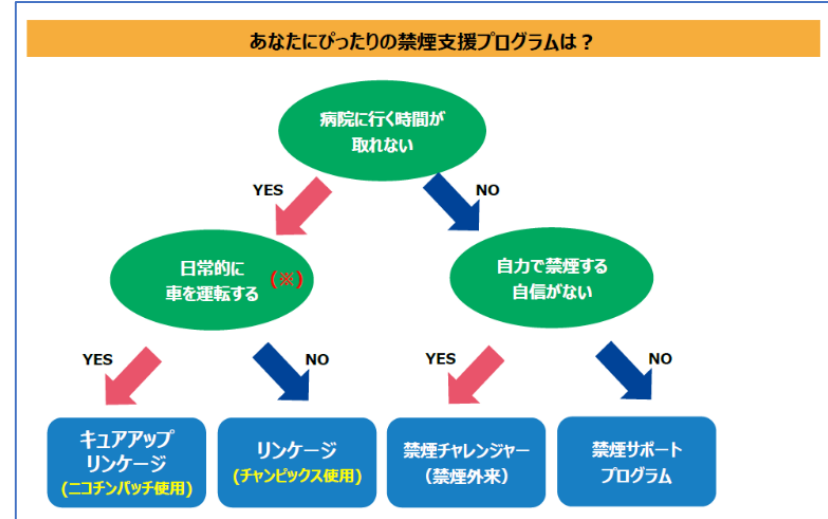 あなたにぴったりの禁煙支援プログラムは？
病院に行く時間が
取れない
YES
NO
日常的に
車を運転する
(※)
自力で禁煙する
自信がない
YES
NO
YES
NO
キュアアップ
リンケージ
(ニコチンパッチ使用)
リンケージ
(チャンピックス使用)
禁煙チャレンジャー
（禁煙外来）
禁煙サポート
プログラム